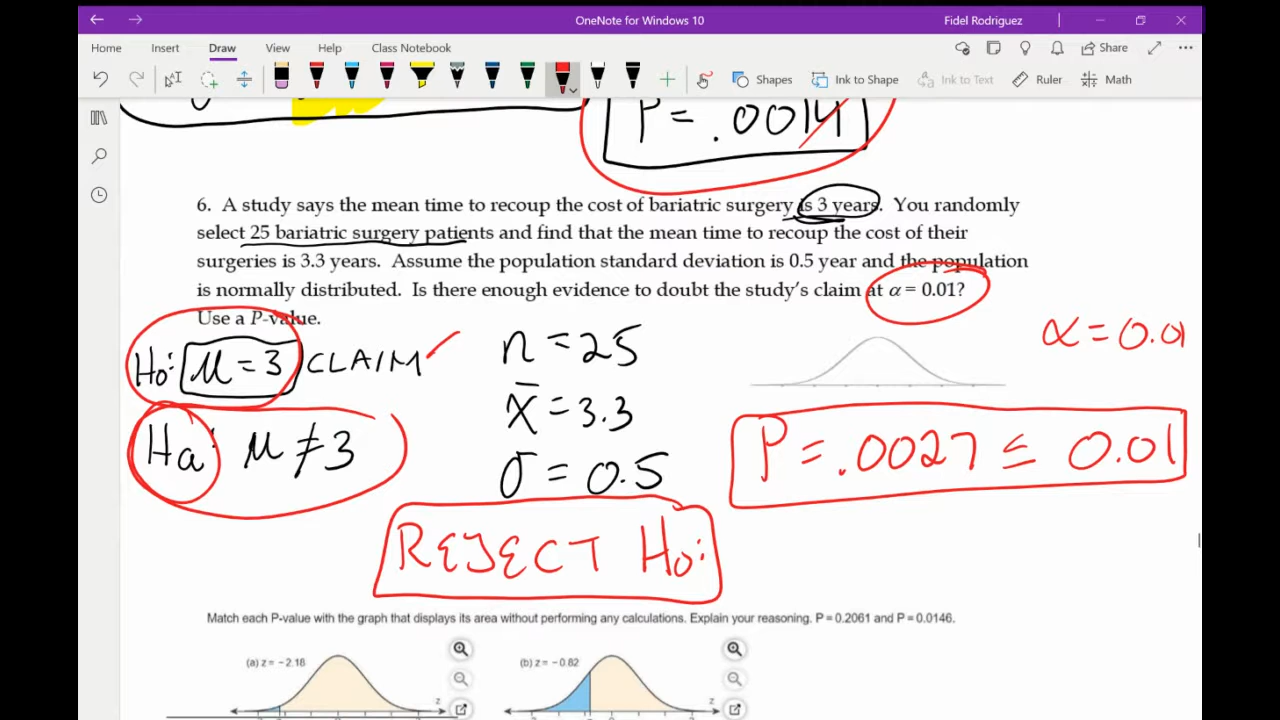 OneNote for Windows 10
Fidel Rodriguez
Home Insert Draw View Help Class Notebook Share
Shapes Ink to Shape Ink to Text Ruler Math
P = .0014
6. A study says the mean time to recoup the cost of bariatric surgery is 3 years. You randomly
select 25 bariatric surgery patients and find that the mean time to recoup the cost of their
surgeries is 3.3 years. Assume the population standard deviation is 0.5 year and the population
is normally distributed. Is there enough evidence to doubt the study's claim at α = 0.01?
Use a P-value.
Ho: μ = 3 CLAIM
n = 25
α = 0.01
x̄ = 3.3
Ha: μ ≠ 3
P = .0027 ≤ 0.01
σ = 0.5
REJECT Ho:
Match each P-value with the graph that displays its area without performing any calculations. Explain your reasoning. P = 0.2061 and P = 0.0146.
(a) z = −2.18
(b) z = −0.82
z
z